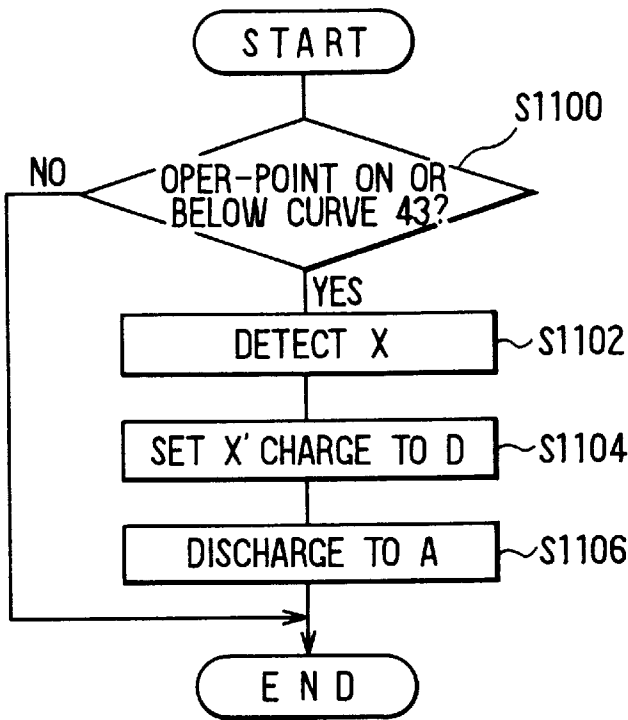 START
S1100
NO
OPER-POINT ON OR
BELOW CURVE 43?
YES
DETECT X
S1102
SET X' CHARGE TO D
S1104
DISCHARGE TO A
S1106
END